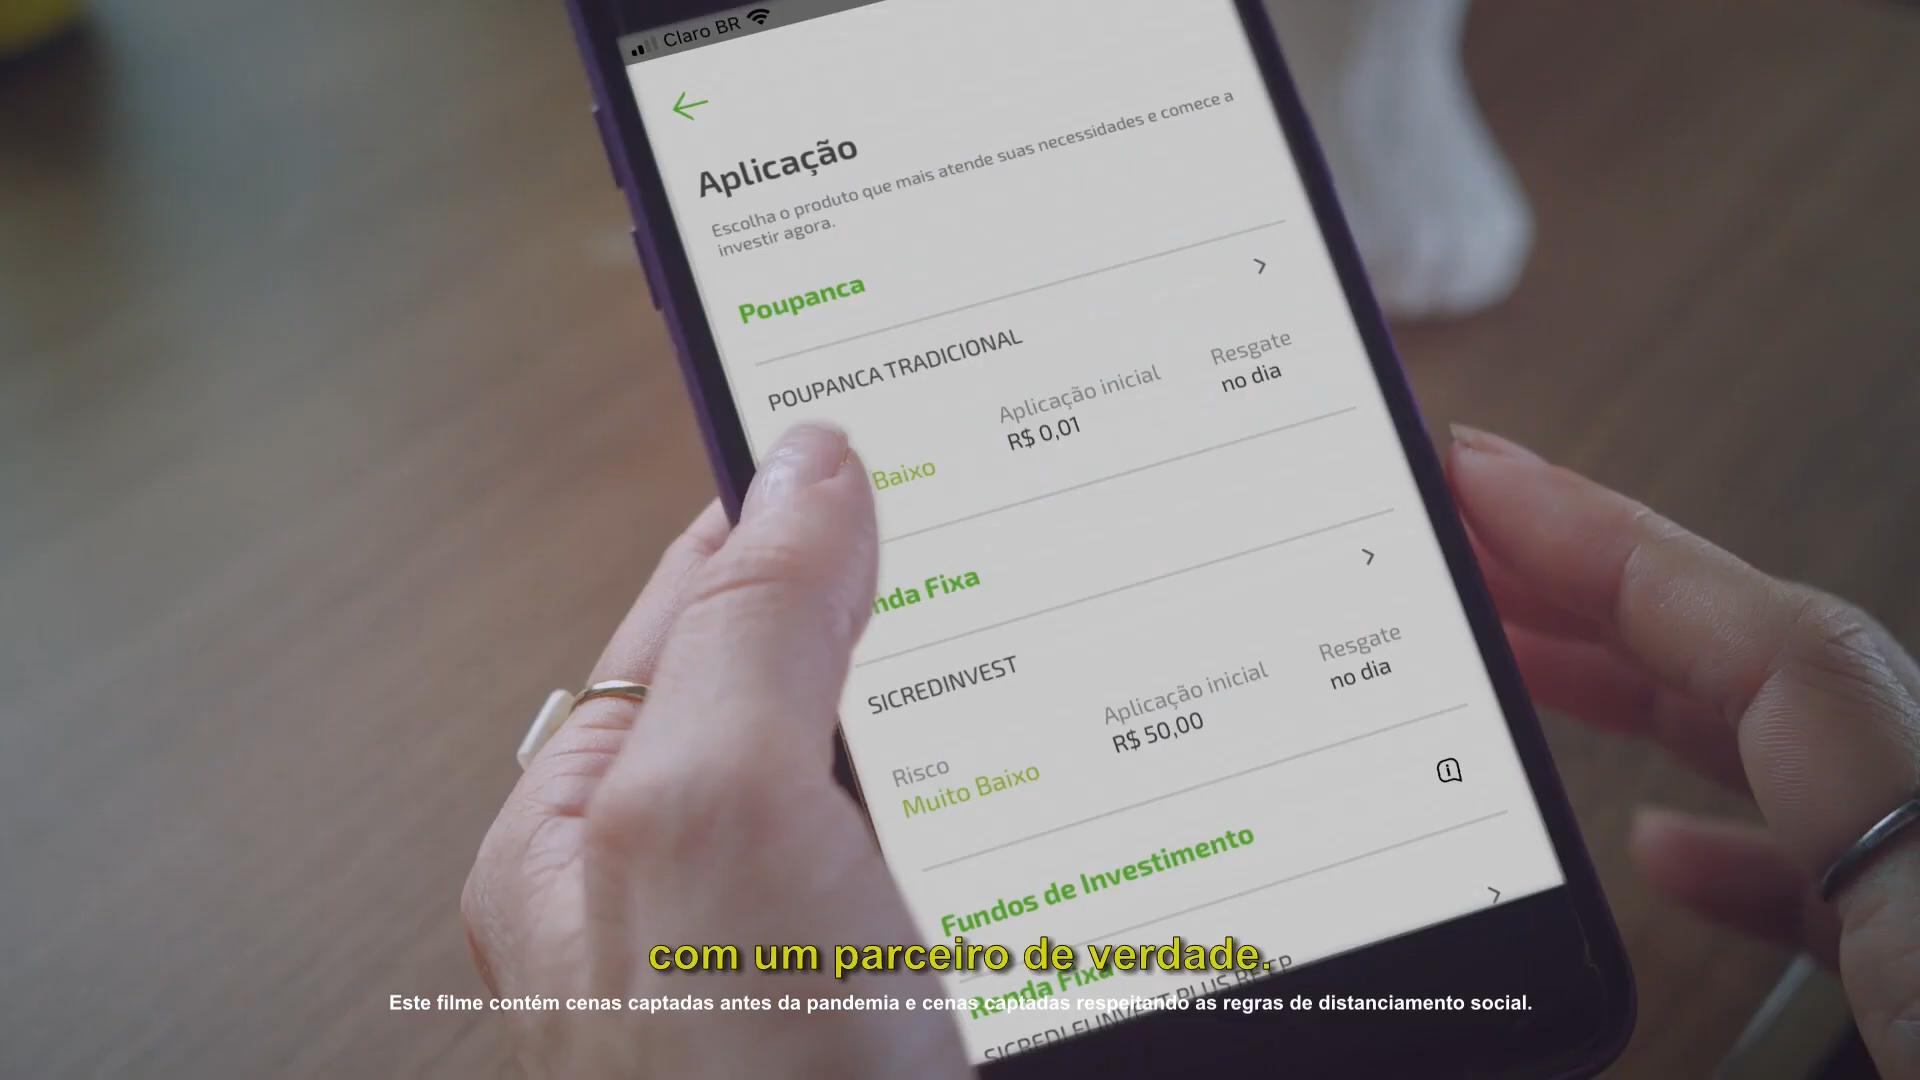 Claro BR
Aplicação
Escolha o produto que mais atende suas necessidades e comece a
investir agora.
Poupanca
POUPANCA TRADICIONAL
Baixo
Aplicação inicial
R$ 0,01
Resgate
no dia
nda Fixa
SICREDINVEST
Risco
Muito Baixo
Aplicação inicial
R$ 50,00
Resgate
no dia
Fundos de Investimento
com um parceiro de verdade.
Renda Fixa
Este filme contém cenas captadas antes da pandemia e cenas captadas respeitando as regras de distanciamento social.